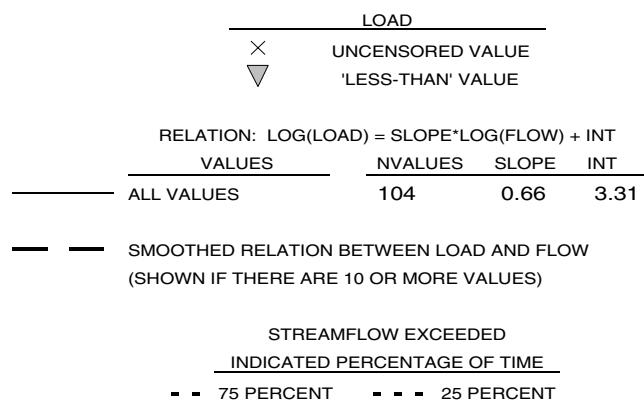 LOAD
UNCENSORED VALUE
'LESS-THAN' VALUE
RELATION: LOG(LOAD) = SLOPE*LOG(FLOW) + INT
VALUES NVALUES SLOPE INT
ALL VALUES 104 0.66 3.31
SMOOTHED RELATION BETWEEN LOAD AND FLOW
(SHOWN IF THERE ARE 10 OR MORE VALUES)
STREAMFLOW EXCEEDED
INDICATED PERCENTAGE OF TIME
75 PERCENT 25 PERCENT